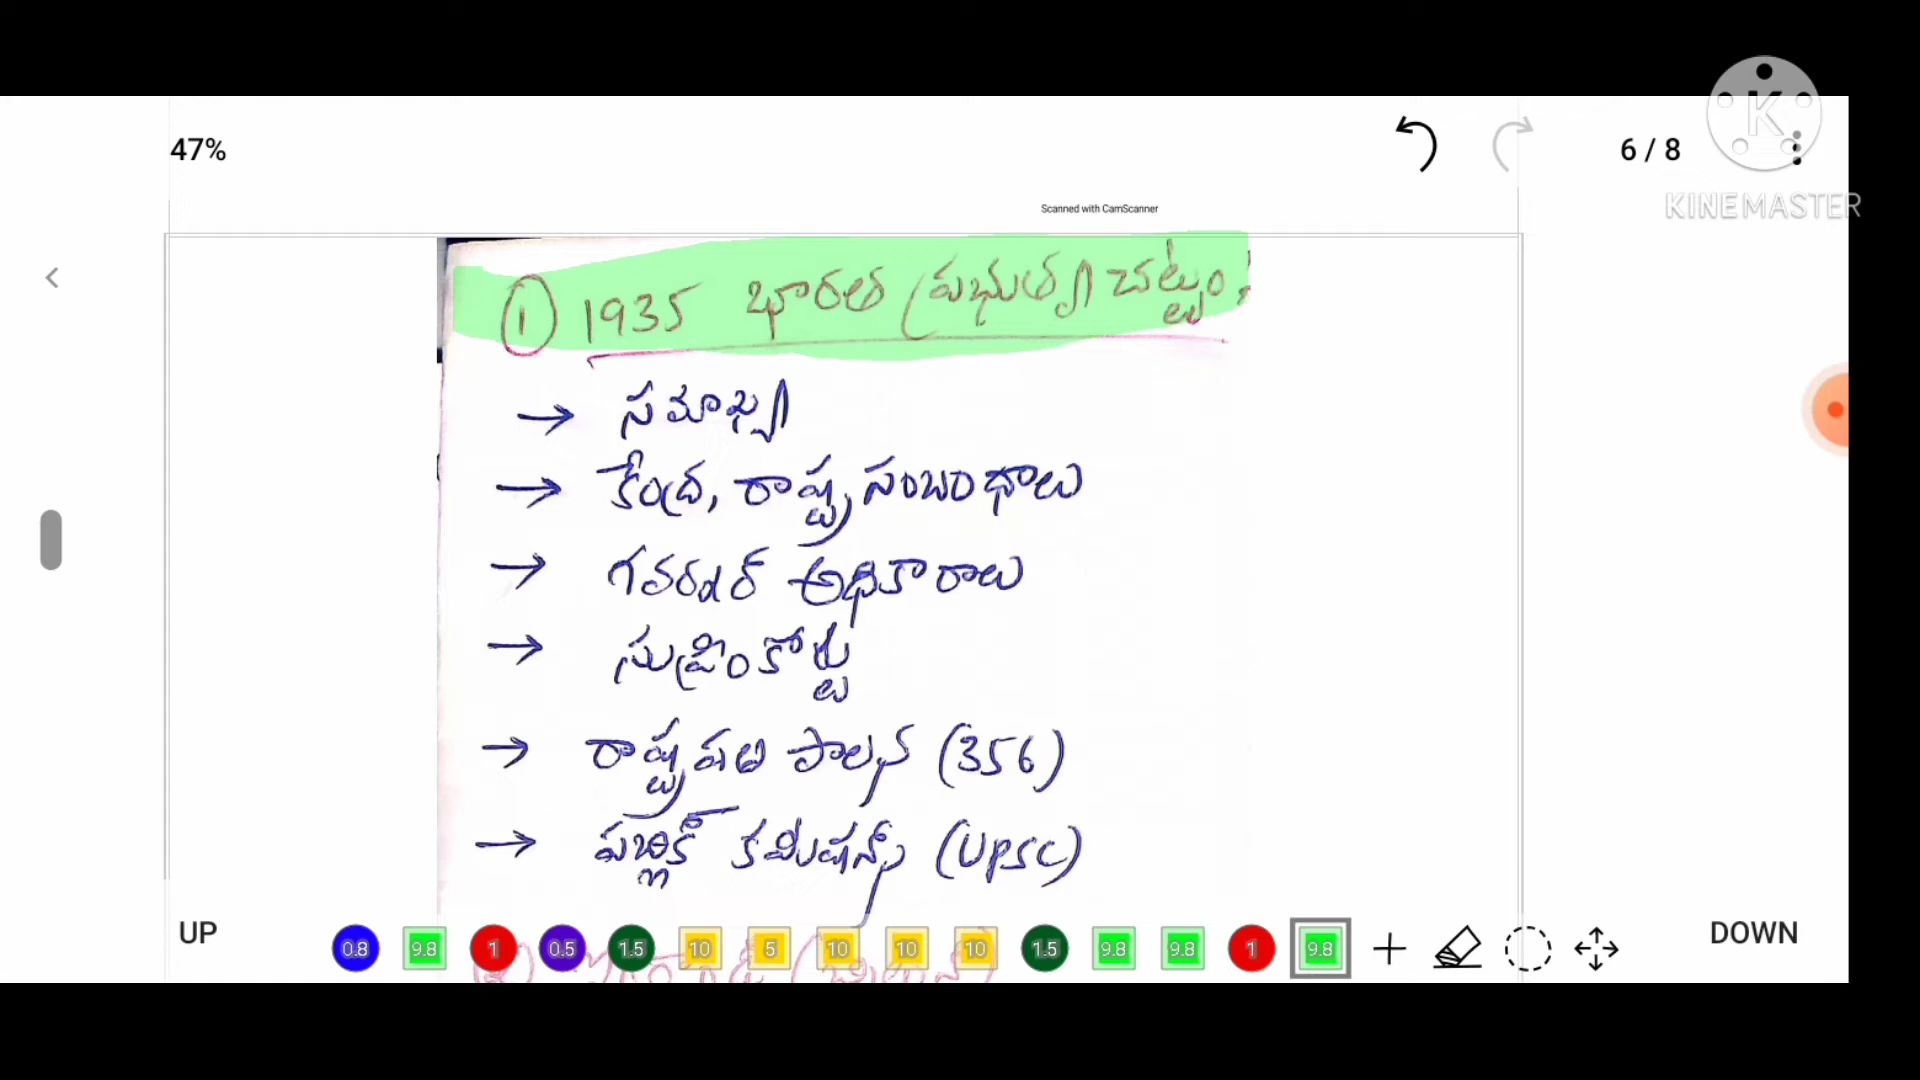 47%
6 / 8
KINEMASTER
Scanned with CamScanner
① 1935 భారత ప్రభుత్వ చట్టం,
→ సమాఖ్య
→ కేంద్ర, రాష్ట్ర సంబంధాలు
→ గవర్నర్ అధికారాలు
→ సుప్రీంకోర్టు
→ రాష్ట్రపతి పాలన (356)
→ పబ్లిక్ కమీషన్స్ (UPSC)
UP
0.8 9.8 1 0.5 1.5 10 5 10 10 10 1.5 9.8 9.8 1 9.8
DOWN